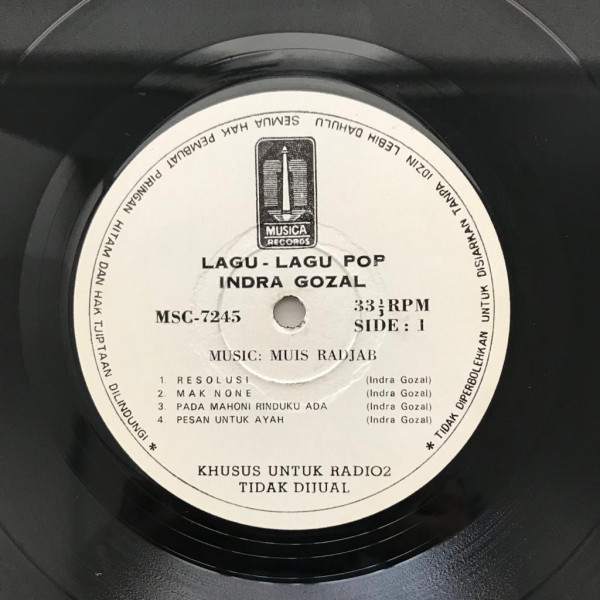 SEMUA HAK PEMBUAT PIRINGAN HITAM DAN HAK TJIPTAAN DILINDUNGI *
* TIDAK DIPERBOLEHKAN UNTUK DISIARKAN TANPA IDZIN LEBIH DAHULU
MUSICA
RECORDS
LAGU - LAGU POP
INDRA GOZAL
MSC-7245 33⅓RPM
SIDE : 1
MUSIC: MUIS RADJAB
1. RESOLUSI (Indra Gozal)
2. MAK NONE (Indra Gozal)
3. PADA MAHONI RINDUKU ADA (Indra Gozal)
4. PESAN UNTUK AYAH (Indra Gozal)
KHUSUS UNTUK RADIO2
TIDAK DIJUAL